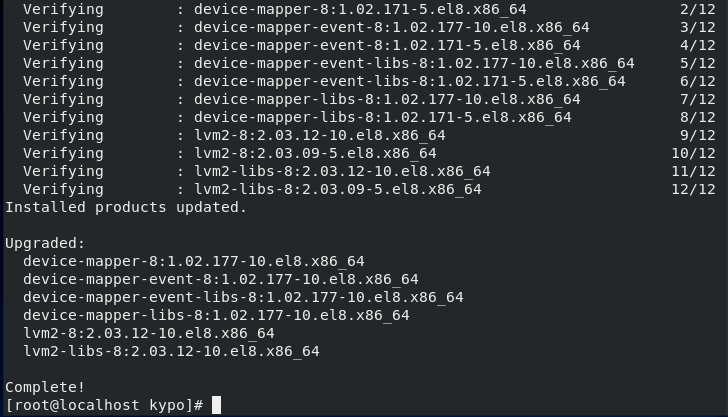 Verifying        : device-mapper-8:1.02.171-5.el8.x86_64                2/12
Verifying        : device-mapper-event-8:1.02.177-10.el8.x86_64         3/12
Verifying        : device-mapper-event-8:1.02.171-5.el8.x86_64          4/12
Verifying        : device-mapper-event-libs-8:1.02.177-10.el8.x86_64    5/12
Verifying        : device-mapper-event-libs-8:1.02.171-5.el8.x86_64     6/12
Verifying        : device-mapper-libs-8:1.02.177-10.el8.x86_64          7/12
Verifying        : device-mapper-libs-8:1.02.171-5.el8.x86_64           8/12
Verifying        : lvm2-8:2.03.12-10.el8.x86_64                         9/12
Verifying        : lvm2-8:2.03.09-5.el8.x86_64                         10/12
Verifying        : lvm2-libs-8:2.03.12-10.el8.x86_64                   11/12
Verifying        : lvm2-libs-8:2.03.09-5.el8.x86_64                    12/12
Installed products updated.

Upgraded:
  device-mapper-8:1.02.177-10.el8.x86_64
  device-mapper-event-8:1.02.177-10.el8.x86_64
  device-mapper-event-libs-8:1.02.177-10.el8.x86_64
  device-mapper-libs-8:1.02.177-10.el8.x86_64
  lvm2-8:2.03.12-10.el8.x86_64
  lvm2-libs-8:2.03.12-10.el8.x86_64

Complete!
[root@localhost kypo]#